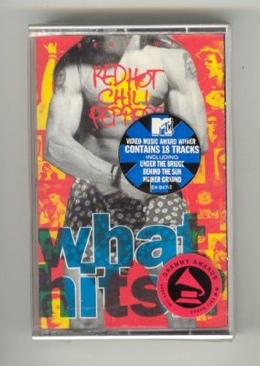 RED HOT
CHILI
PEPPERS
MTV
VIDEO MUSIC AWARD WINNER
CONTAINS 18 TRACKS
INCLUDING
UNDER THE BRIDGE
BEHIND THE SUN
HIGHER GROUND
what
hits
GRAMMY AWARDS